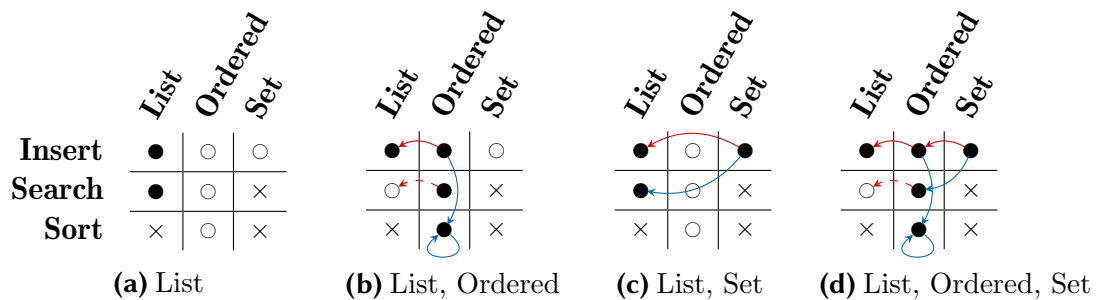 List Ordered Set List Ordered Set List Ordered Set List Ordered Set
Insert
Search
Sort
(a) List (b) List, Ordered (c) List, Set (d) List, Ordered, Set